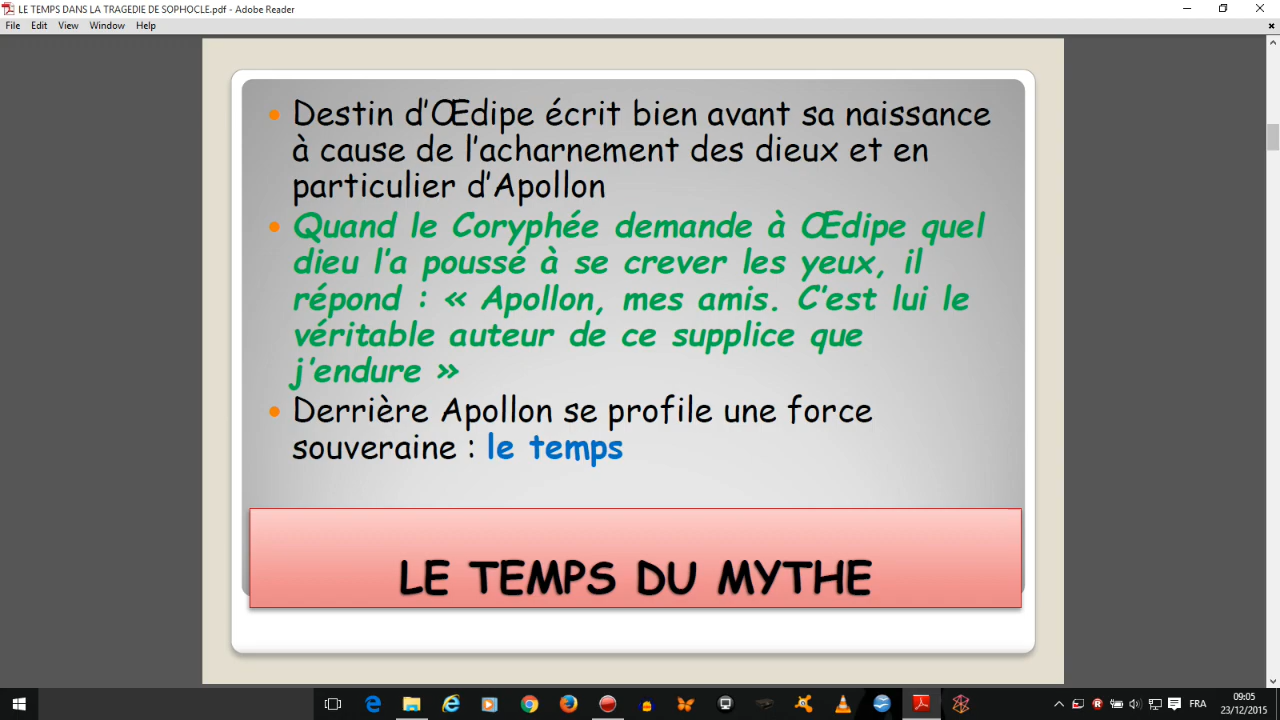 LE TEMPS DANS LA TRAGEDIE DE SOPHOCLE.pdf - Adobe Reader
File Edit View Window Help
Destin d'Œdipe écrit bien avant sa naissance
à cause de l'acharnement des dieux et en
particulier d'Apollon
Quand le Coryphée demande à Œdipe quel
dieu l'a poussé à se crever les yeux, il
répond : « Apollon, mes amis. C'est lui le
véritable auteur de ce supplice que
j'endure »
Derrière Apollon se profile une force
souveraine : le temps
LE TEMPS DU MYTHE
FRA
09:05
23/12/2015